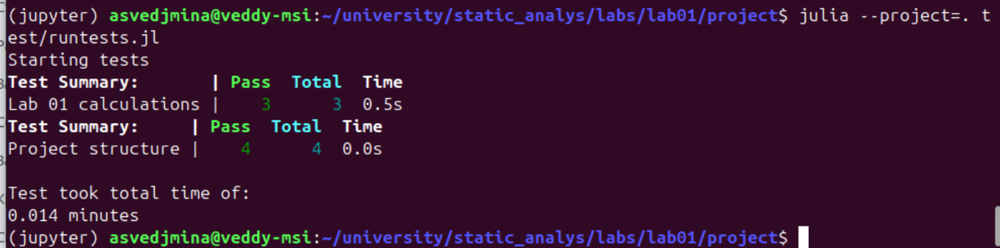 (jupyter) asvedjmina@veddy-msi:~/university/static_analys/labs/lab01/project$ julia --project=. t
est/runtests.jl
Starting tests
Test Summary:       | Pass  Total  Time
Lab 01 calculations |    3      3  0.5s
Test Summary:     | Pass  Total  Time
Project structure |    4      4  0.0s

Test took total time of:
0.014 minutes
(jupyter) asvedjmina@veddy-msi:~/university/static_analys/labs/lab01/project$